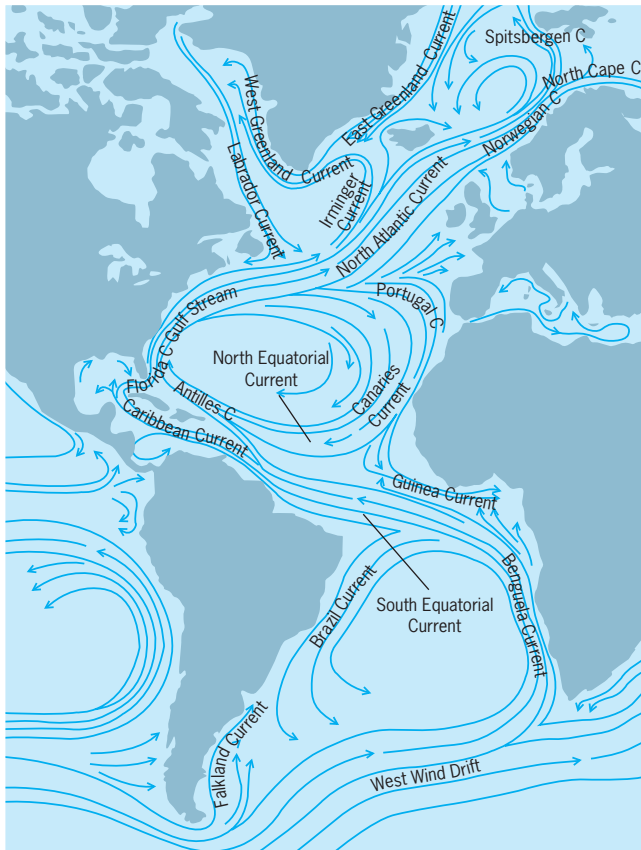 Spitsbergen C
North Cape C
East Greenland Current
Norwegian C
West Greenland Current
Labrador Current
Irminger
Current
North Atlantic Current
Portugal C
Gulf Stream
Florida C
North Equatorial
Current
Canaries
Current
Antilles C
Caribbean Current
Guinea Current
Benguela Current
Brazil Current
South Equatorial
Current
Falkland Current
West Wind Drift